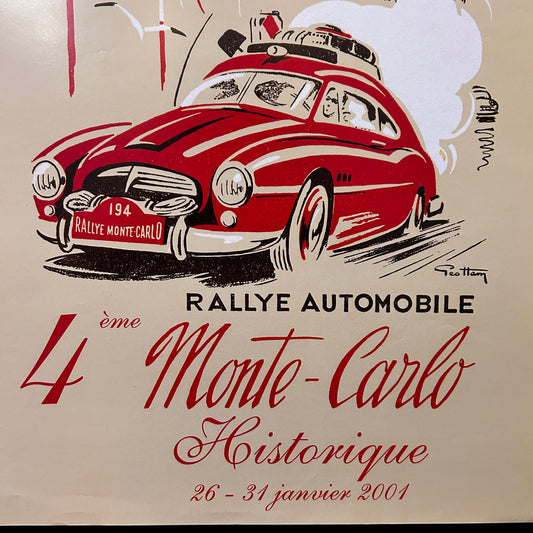 194
RALLYE MONTE-CARLO
Geo Ham
RALLYE AUTOMOBILE
4ème Monte-Carlo
Historique
26 - 31 janvier 2001